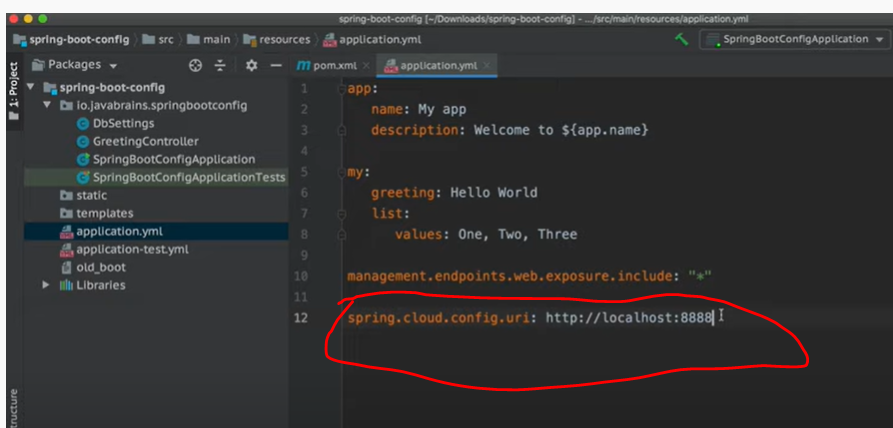 spring-boot-config [~/Downloads/spring-boot-config] - .../src/main/resources/application.yml
spring-boot-config src main resources application.yml SpringBootConfigApplication
1: Project
Packages
pom.xml
application.yml
spring-boot-config
io.javabrains.springbootconfig
DbSettings
GreetingController
SpringBootConfigApplication
SpringBootConfigApplicationTests
static
templates
application.yml
application-test.yml
old_boot
Libraries
1 app:
2 name: My app
3 description: Welcome to ${app.name}
4
5 my:
6 greeting: Hello World
7 list:
8 values: One, Two, Three
9
10 management.endpoints.web.exposure.include: "*"
11
12 spring.cloud.config.uri: http://localhost:8888
ructure